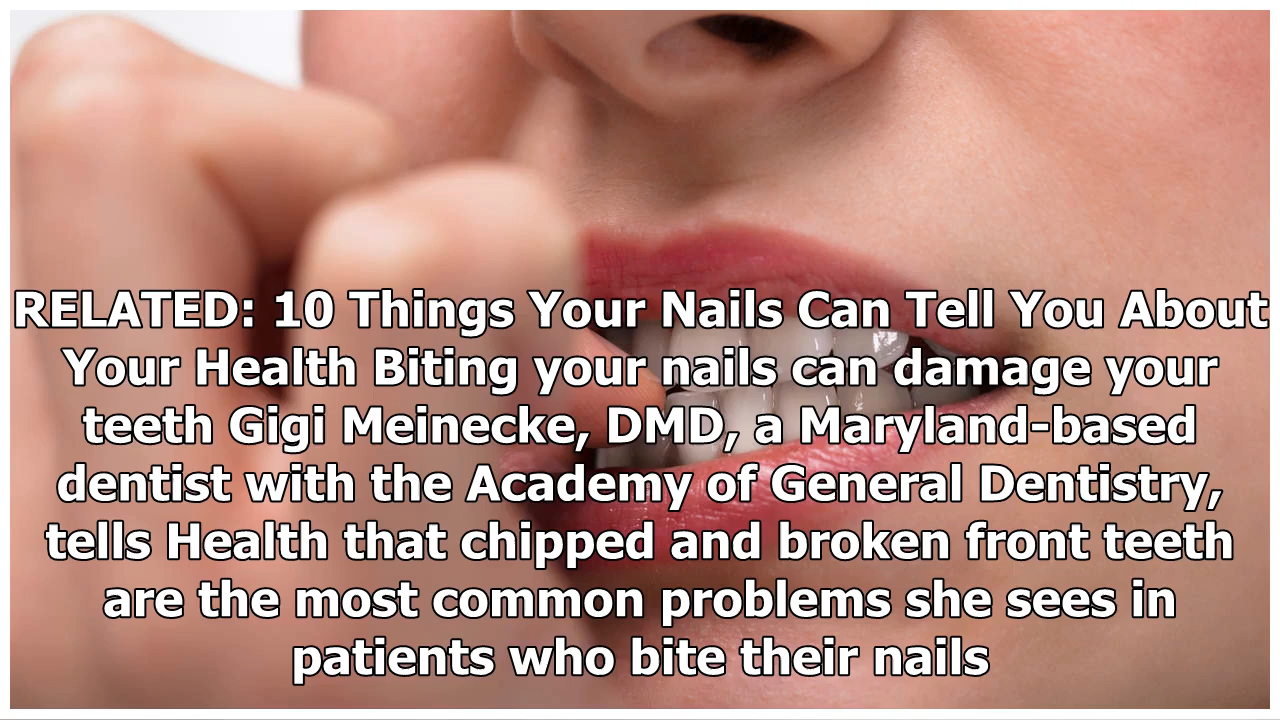 RELATED: 10 Things Your Nails Can Tell You About
Your Health Biting your nails can damage your
teeth Gigi Meinecke, DMD, a Maryland-based
dentist with the Academy of General Dentistry,
tells Health that chipped and broken front teeth
are the most common problems she sees in
patients who bite their nails